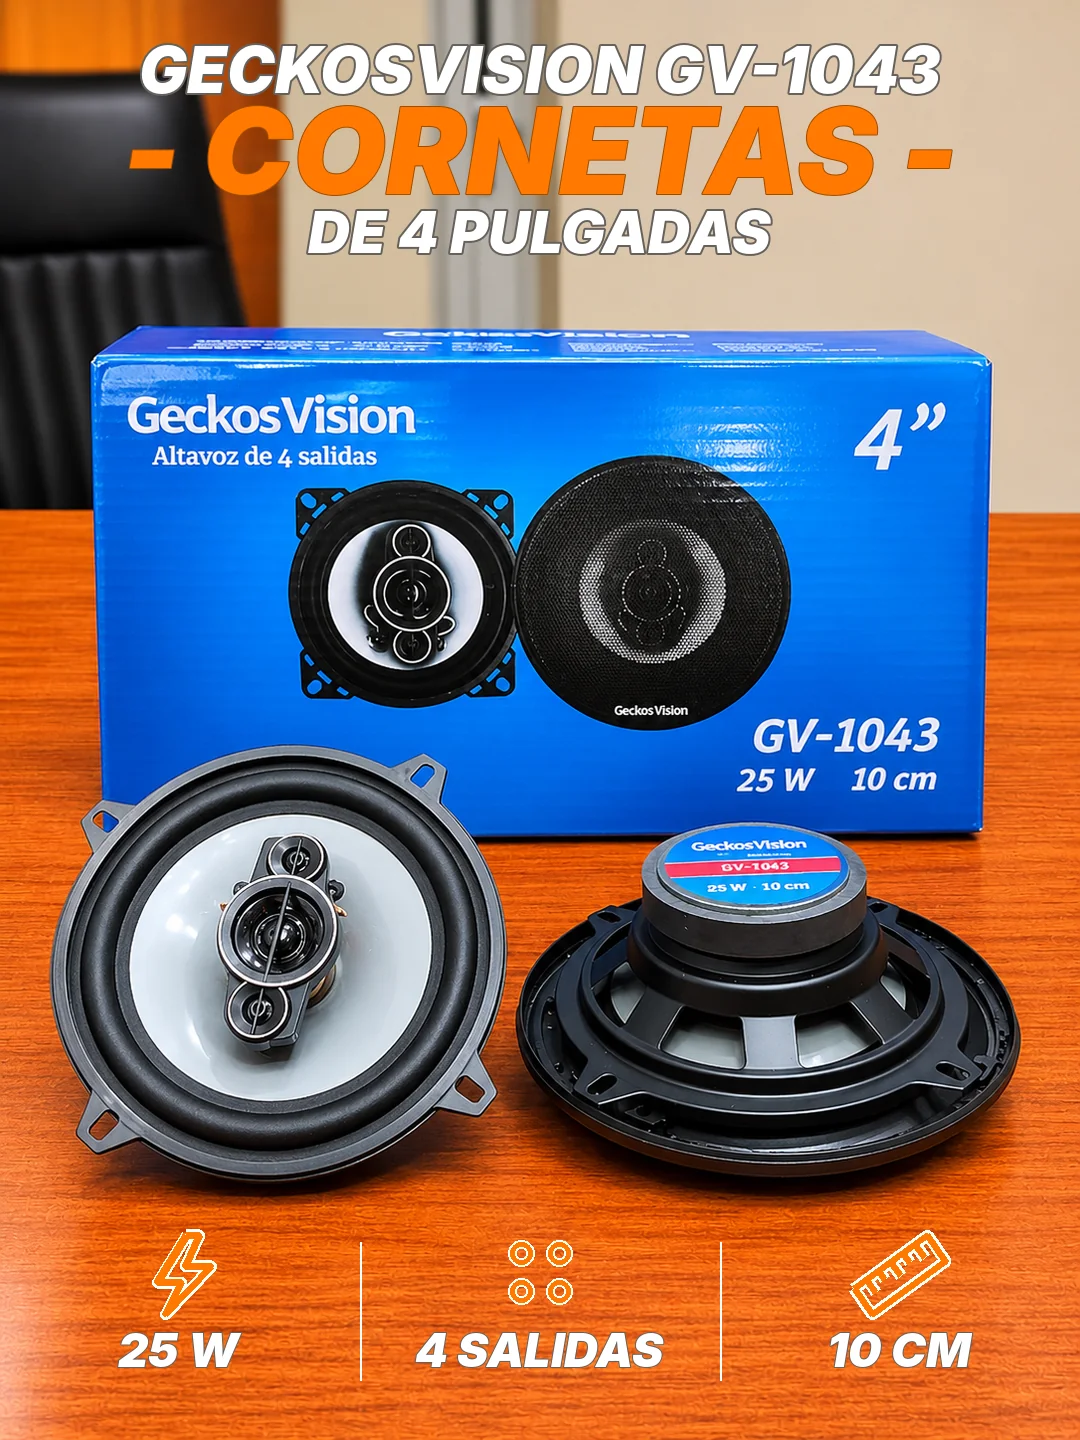 GECKOSVISION GV-1043
- CORNETAS -
DE 4 PULGADAS
GeckosVision
GeckosVision
Altavoz de 4 salidas
4”
GeckosVision
GV-1043
25 W 10 cm
GeckosVision
GV-1043
25 W · 10 cm
25 W
4 SALIDAS
10 CM